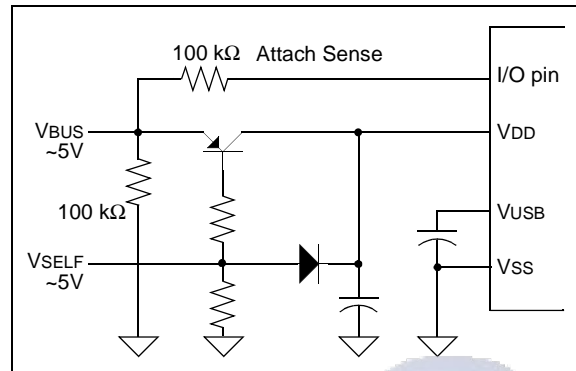 100 kΩ Attach Sense
I/O pin
VBUS
~5V
VDD
100 kΩ
VUSB
VSELF
~5V
VSS